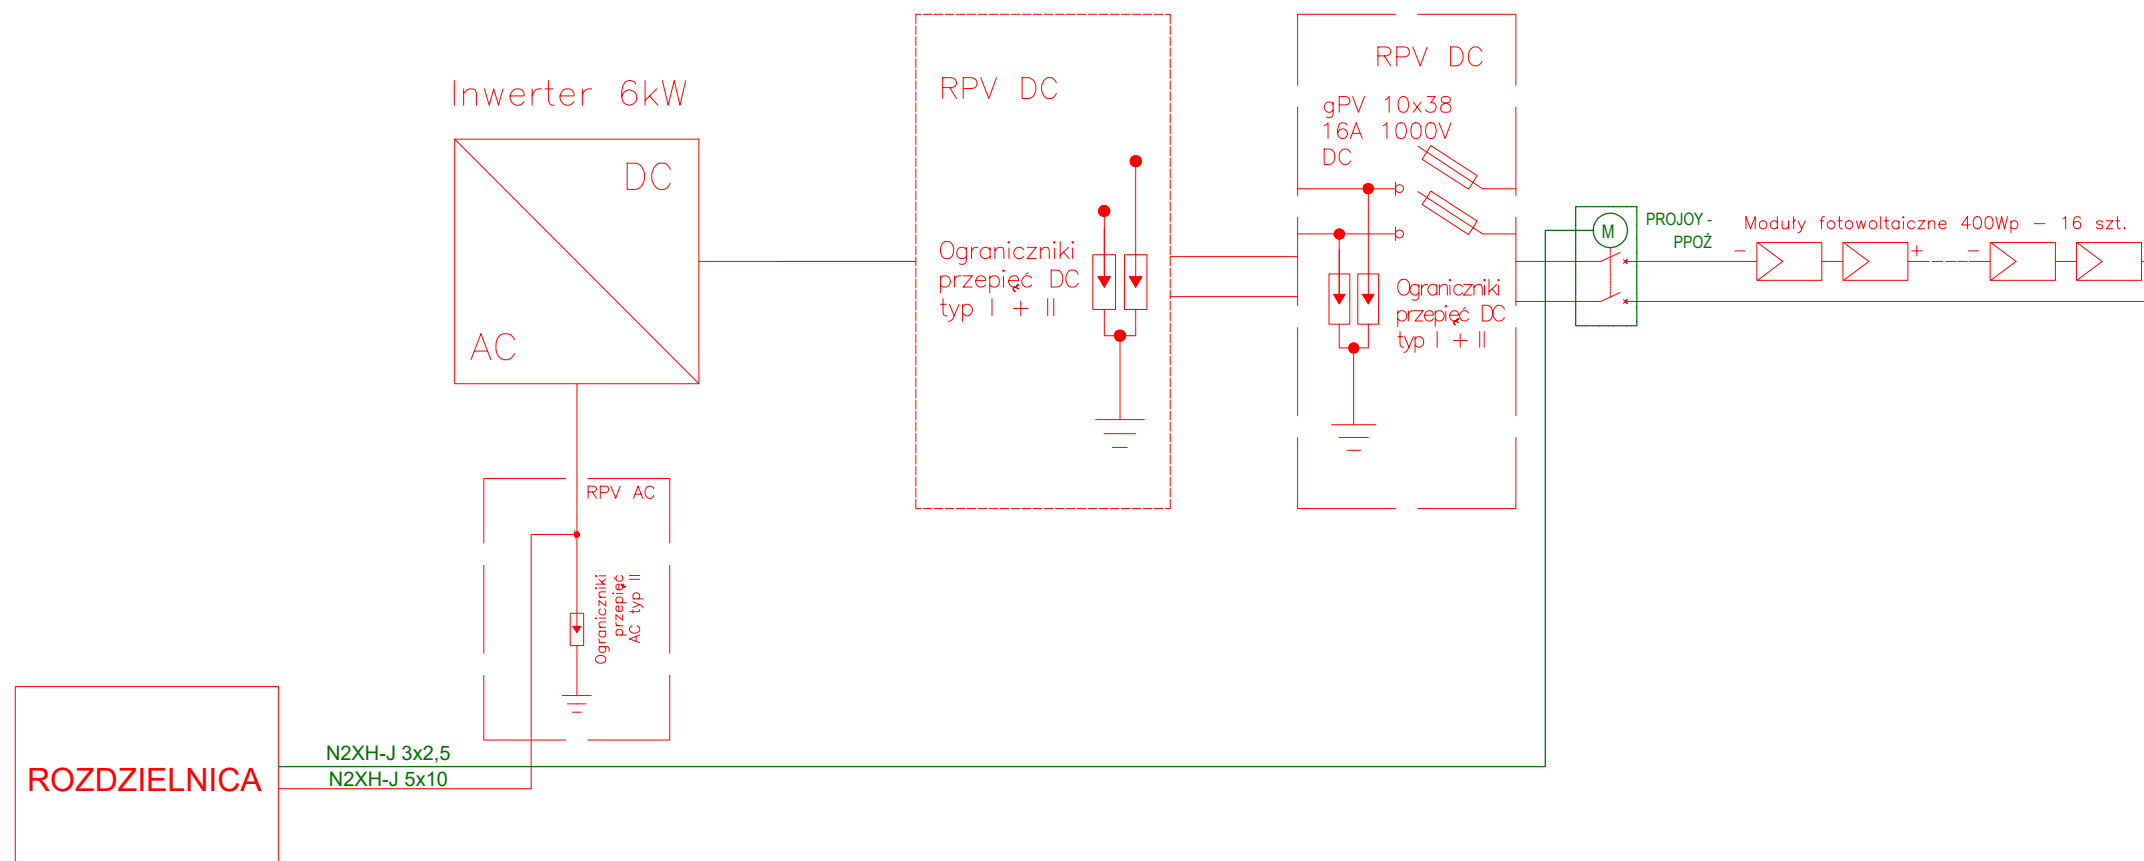 Inwerter 6kW
DC
AC
RPV DC
Ograniczniki
przepięć DC
typ I + II
RPV DC
gPV 10x38
16A 1000V
DC
Ograniczniki
przepięć DC
typ I + II
M
PROJOY -
PPOŻ
Moduły fotowoltaiczne 400Wp – 16 szt.
- + -
RPV AC
Ograniczniki
przepięć
AC typ II
ROZDZIELNICA
N2XH-J 3x2,5
N2XH-J 5x10